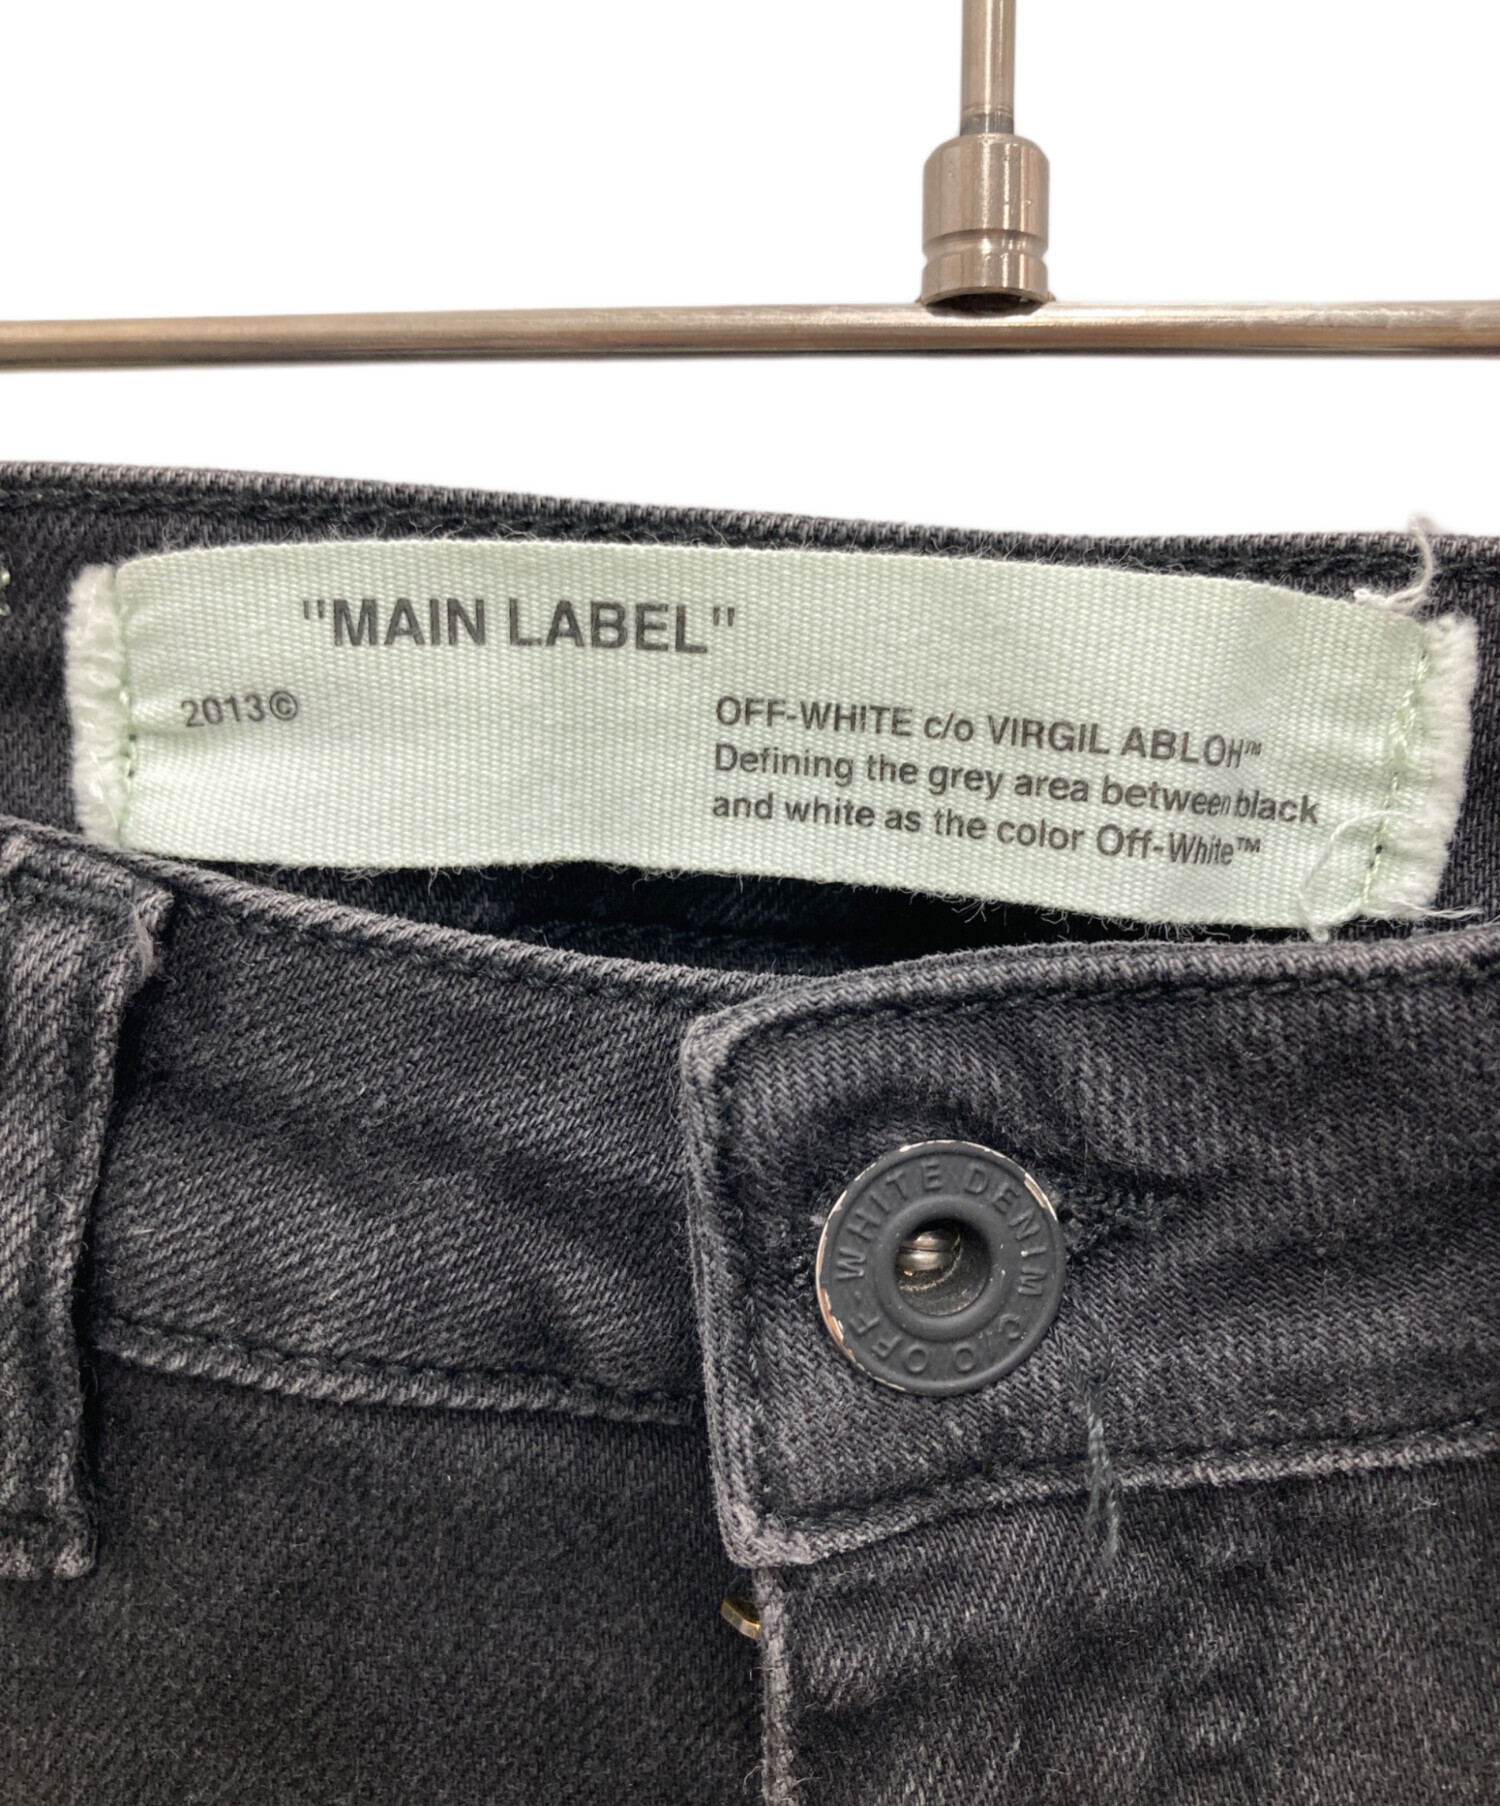 "MAIN LABEL"
2013©
OFF-WHITE c/o VIRGIL ABLOH™
Defining the grey area between black
and white as the color Off-White™
OFF-WHITE DENIM C.O